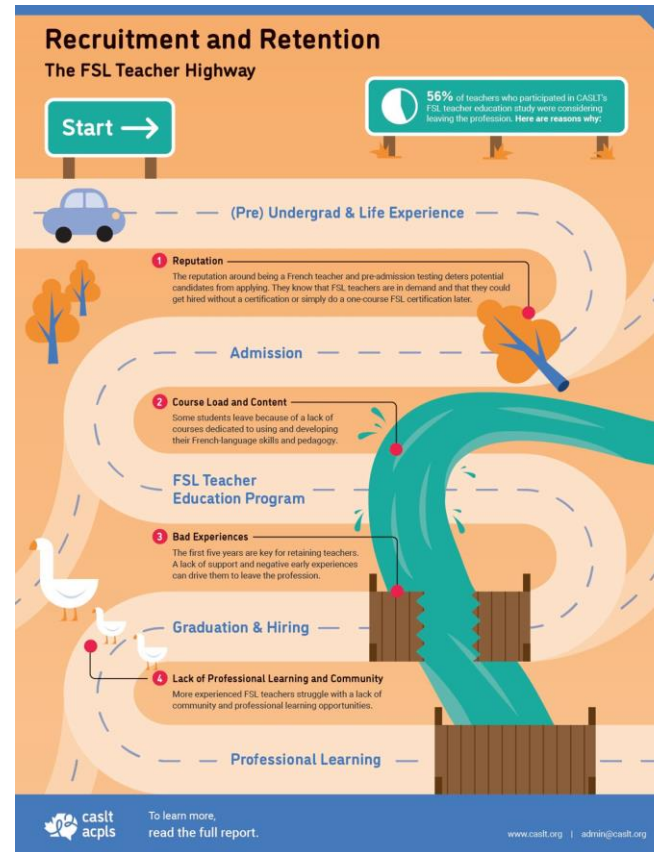 Recruitment and Retention
The FSL Teacher Highway
Start
56% of teachers who participated in CASLT's
FSL teacher education study were considering
leaving the profession. Here are reasons why:
(Pre) Undergrad & Life Experience
1 Reputation
The reputation around being a French teacher and pre-admission testing deters potential
candidates from applying. They know that FSL teachers are in demand and that they could
get hired without a certification or simply do a one-course FSL certification later.
Admission
2 Course Load and Content
Some students leave because of a lack of
courses dedicated to using and developing
their French-language skills and pedagogy.
FSL Teacher
Education Program
3 Bad Experiences
The first five years are key for retaining teachers.
A lack of support and negative early experiences
can drive them to leave the profession.
Graduation & Hiring
4 Lack of Professional Learning and Community
More experienced FSL teachers struggle with a lack of
community and professional learning opportunities.
Professional Learning
caslt
acpls
To learn more,
read the full report.
www.caslt.org | admin@caslt.org